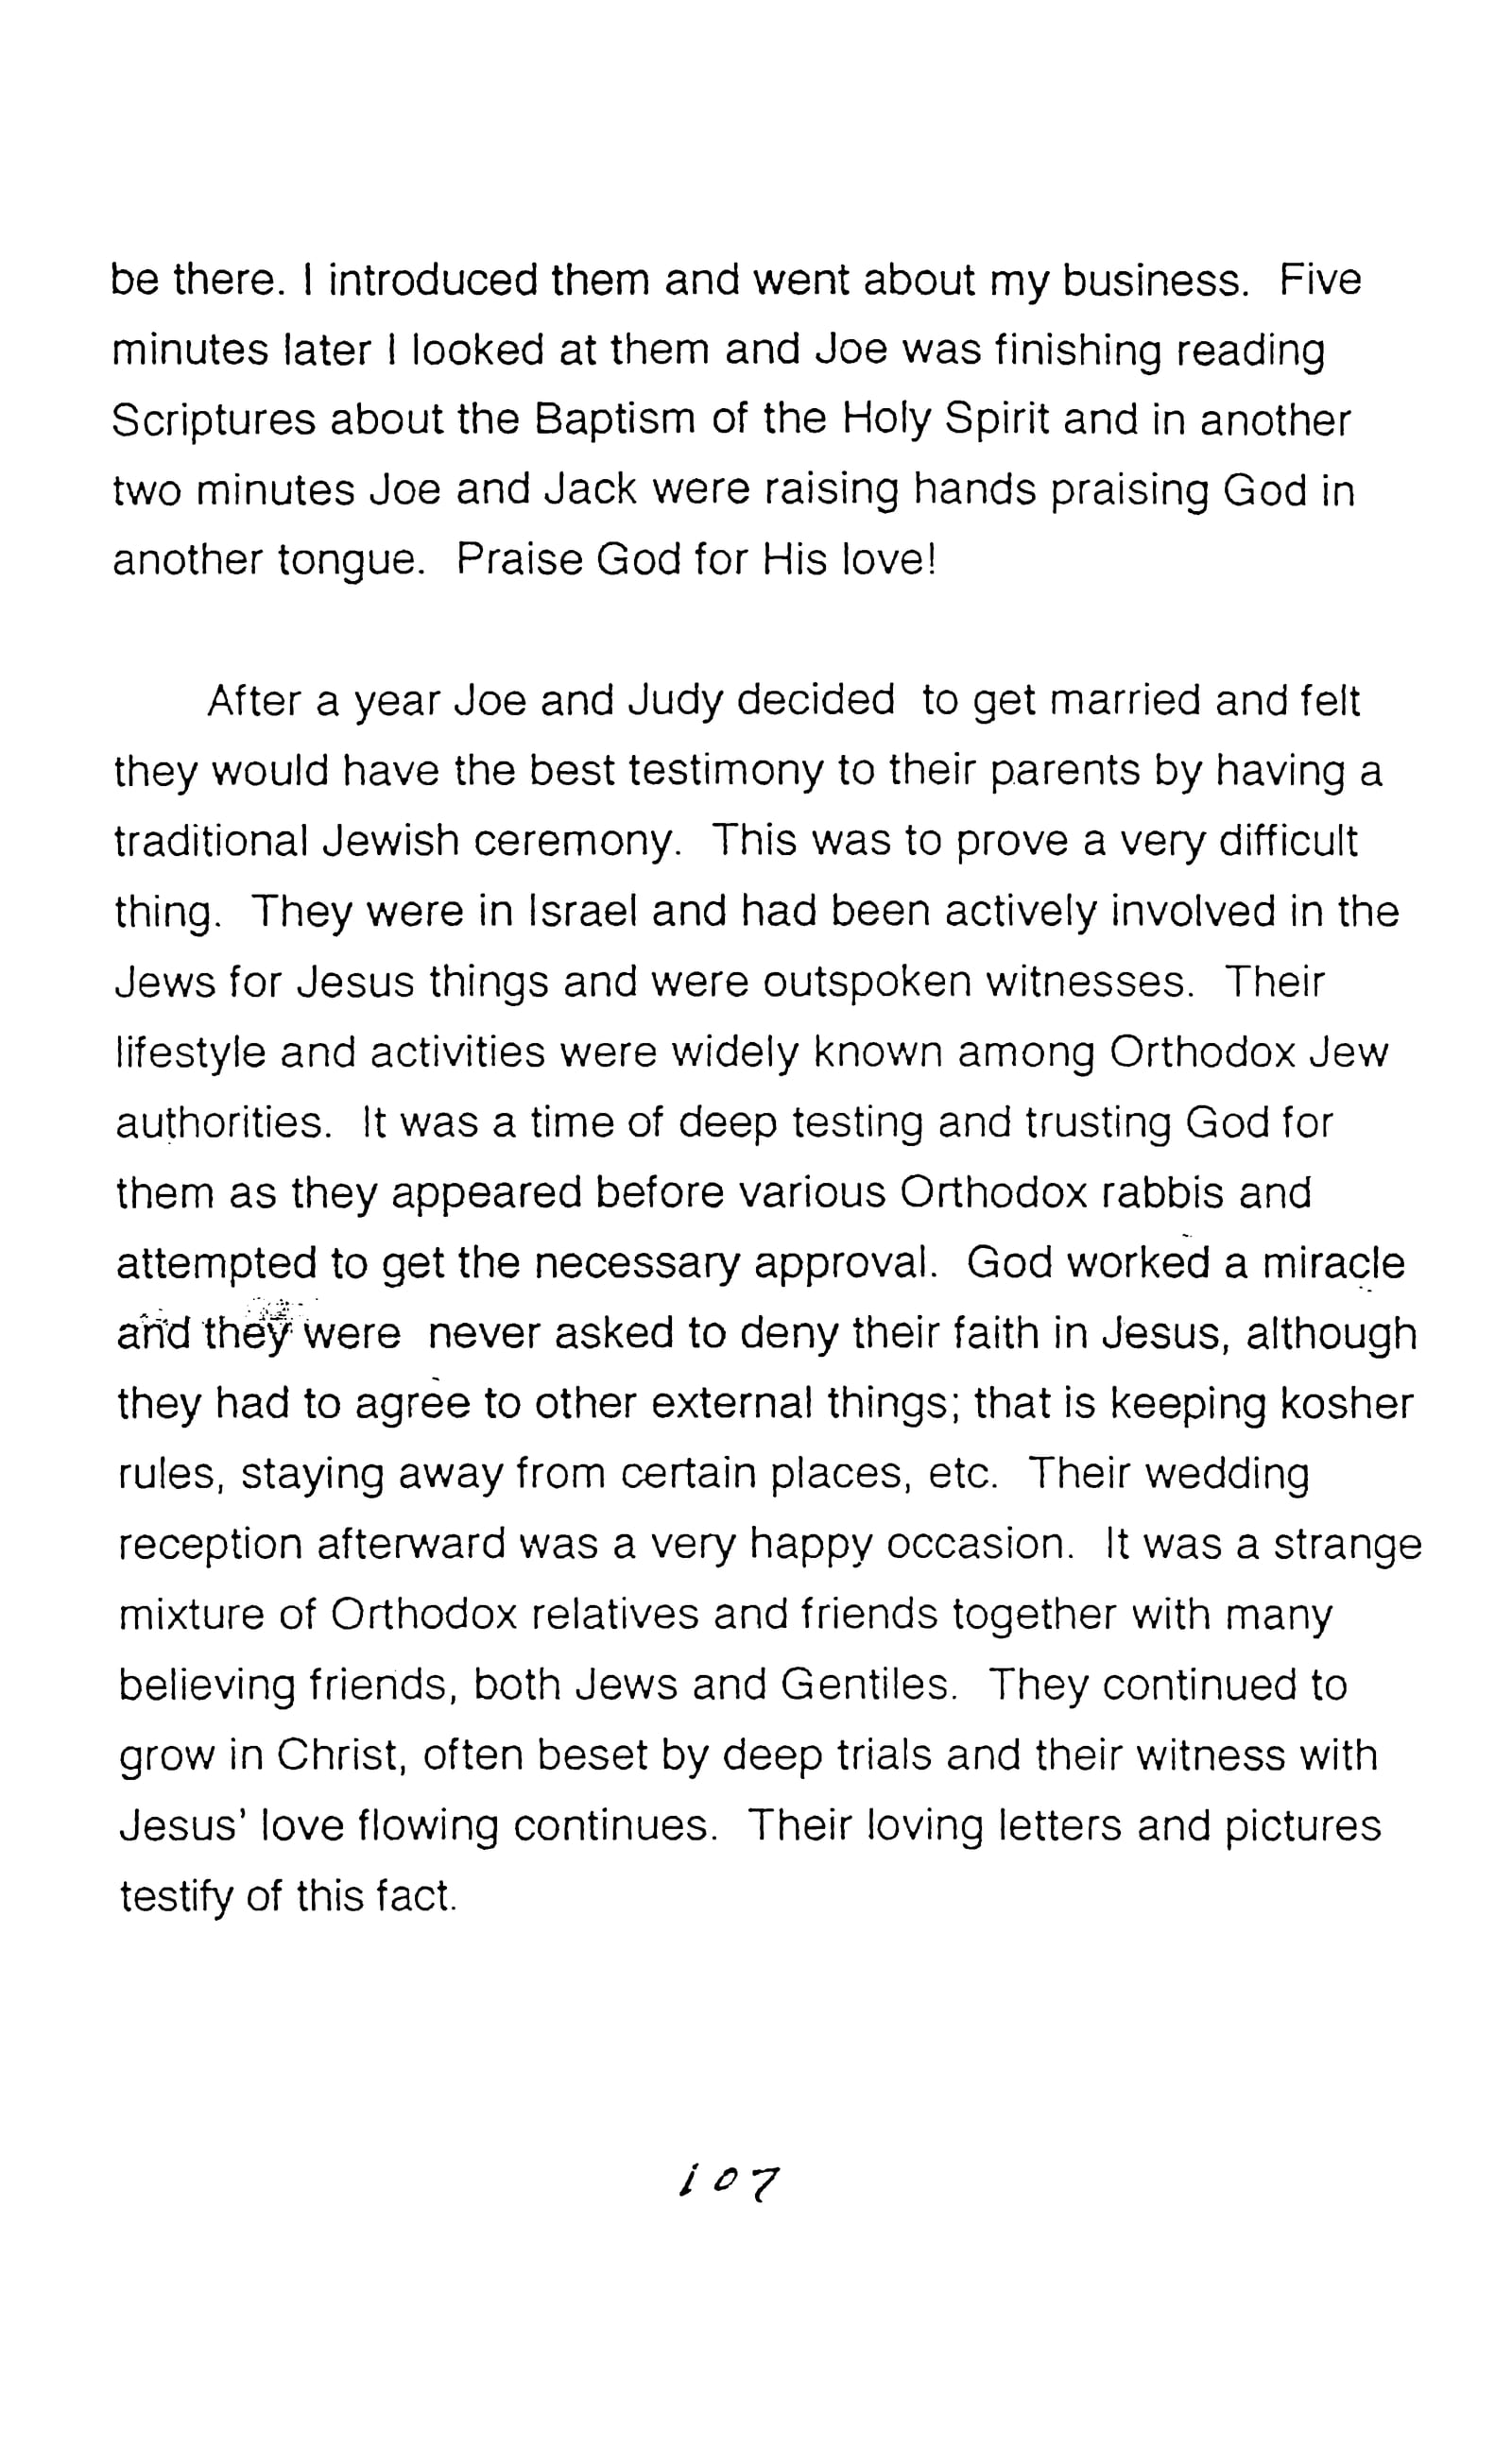 be there. I introduced them and went about my business. Five
minutes later I looked at them and Joe was finishing reading
Scriptures about the Baptism of the Holy Spirit and in another
two minutes Joe and Jack were raising hands praising God in
another tongue. Praise God for His love!
After a year Joe and Judy decided to get married and felt
they would have the best testimony to their parents by having a
traditional Jewish ceremony. This was to prove a very difficult
thing. They were in Israel and had been actively involved in the
Jews for Jesus things and were outspoken witnesses. Their
lifestyle and activities were widely known among Orthodox Jew
authorities. It was a time of deep testing and trusting God for
them as they appeared before various Orthodox rabbis and
attempted to get the necessary approval. God worked a miracle
and they were never asked to deny their faith in Jesus, although
they had to agree to other external things; that is keeping kosher
rules, staying away from certain places, etc. Their wedding
reception afterward was a very happy occasion. It was a strange
mixture of Orthodox relatives and friends together with many
believing friends, both Jews and Gentiles. They continued to
grow in Christ, often beset by deep trials and their witness with
Jesus' love flowing continues. Their loving letters and pictures
testify of this fact.
107